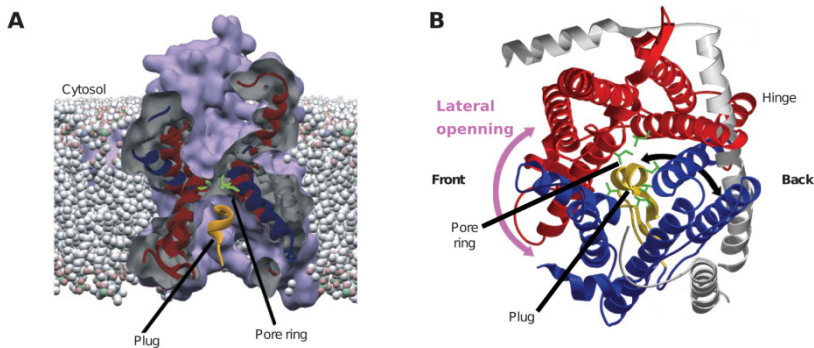 A
Cytosol
Plug
Pore ring
B
Lateral
openning
Hinge
Front
Back
Pore
ring
Plug